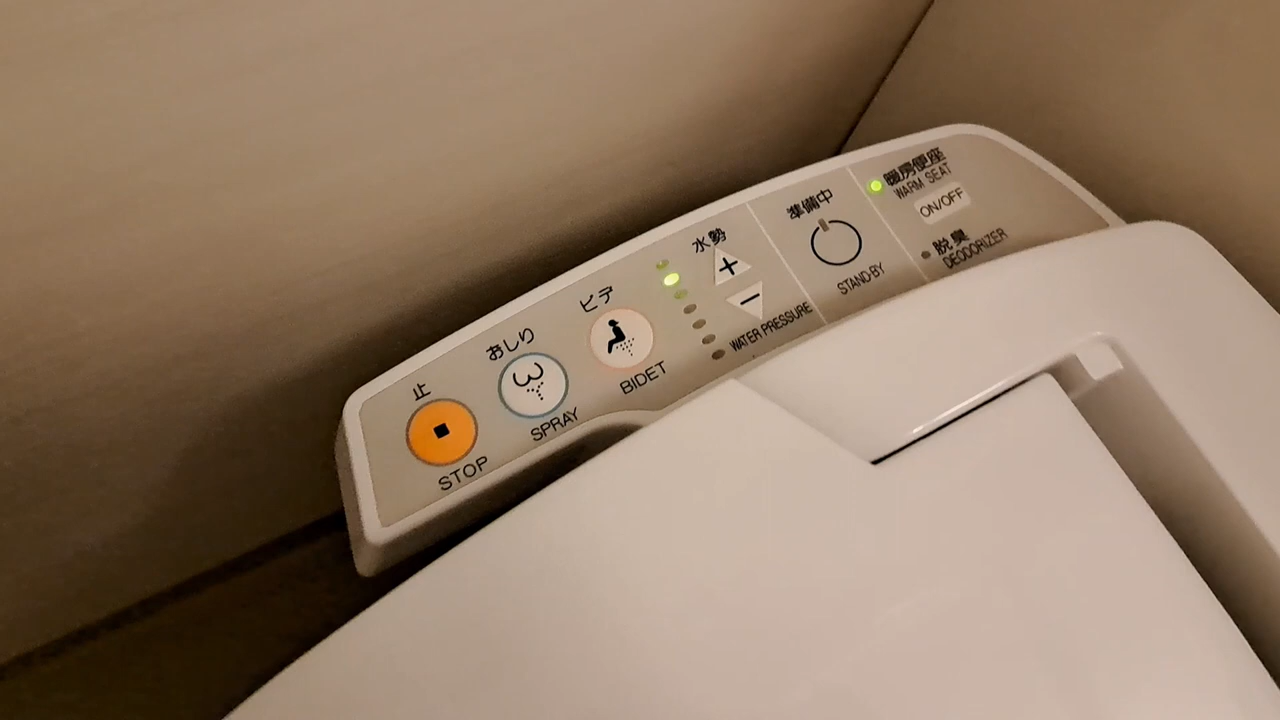 止
STOP
おしり
SPRAY
ビデ
BIDET
水勢
+
−
WATER PRESSURE
準備中
STAND-BY
暖房便座
WARM SEAT
ON/OFF
脱臭
DEODORIZER